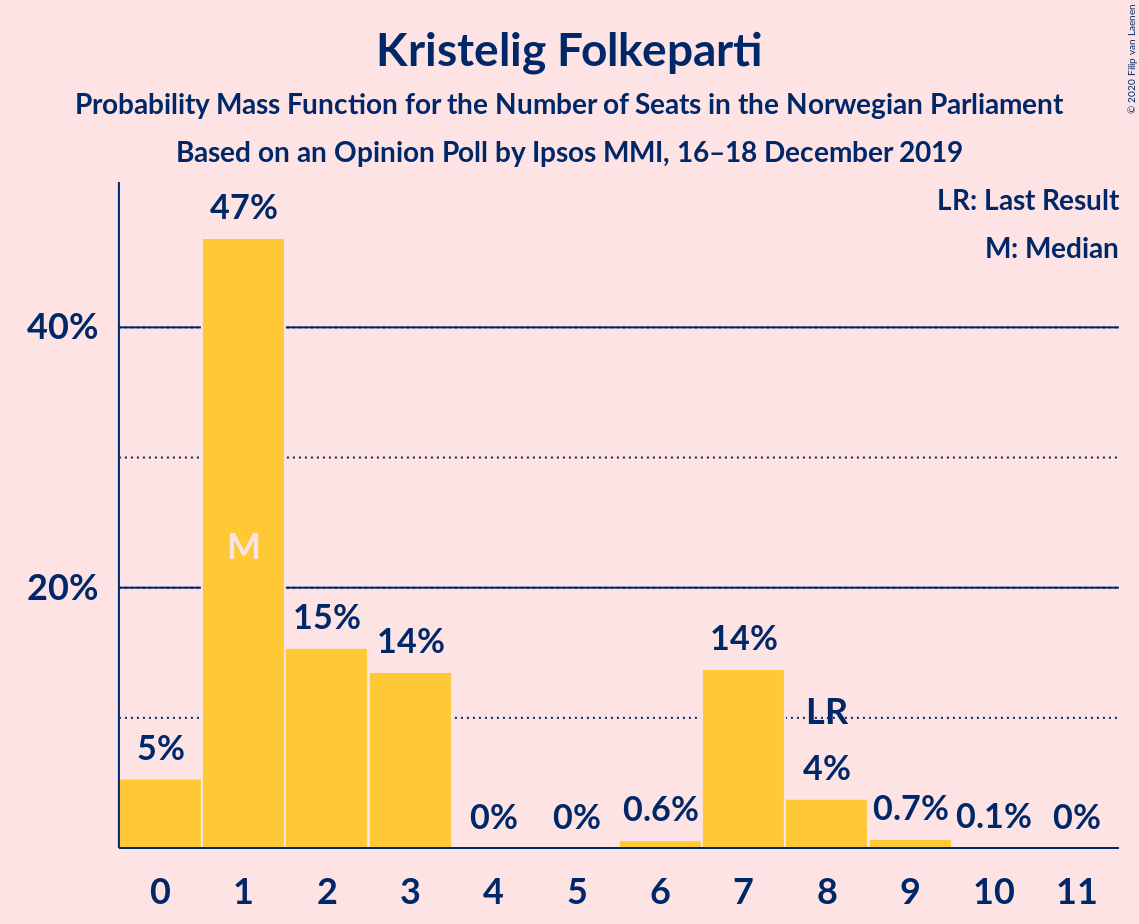 Kristelig Folkeparti
Probability Mass Function for the Number of Seats in the Norwegian Parliament
Based on an Opinion Poll by Ipsos MMI, 16–18 December 2019
© 2020 Filip van Laenen
LR: Last Result
M: Median
47%
40%
M
20%
15%
14%
14%
LR
5%
4%
0%
0%
0.6%
0.7%
0.1%
0%
0 1 2 3 4 5 6 7 8 9 10 11